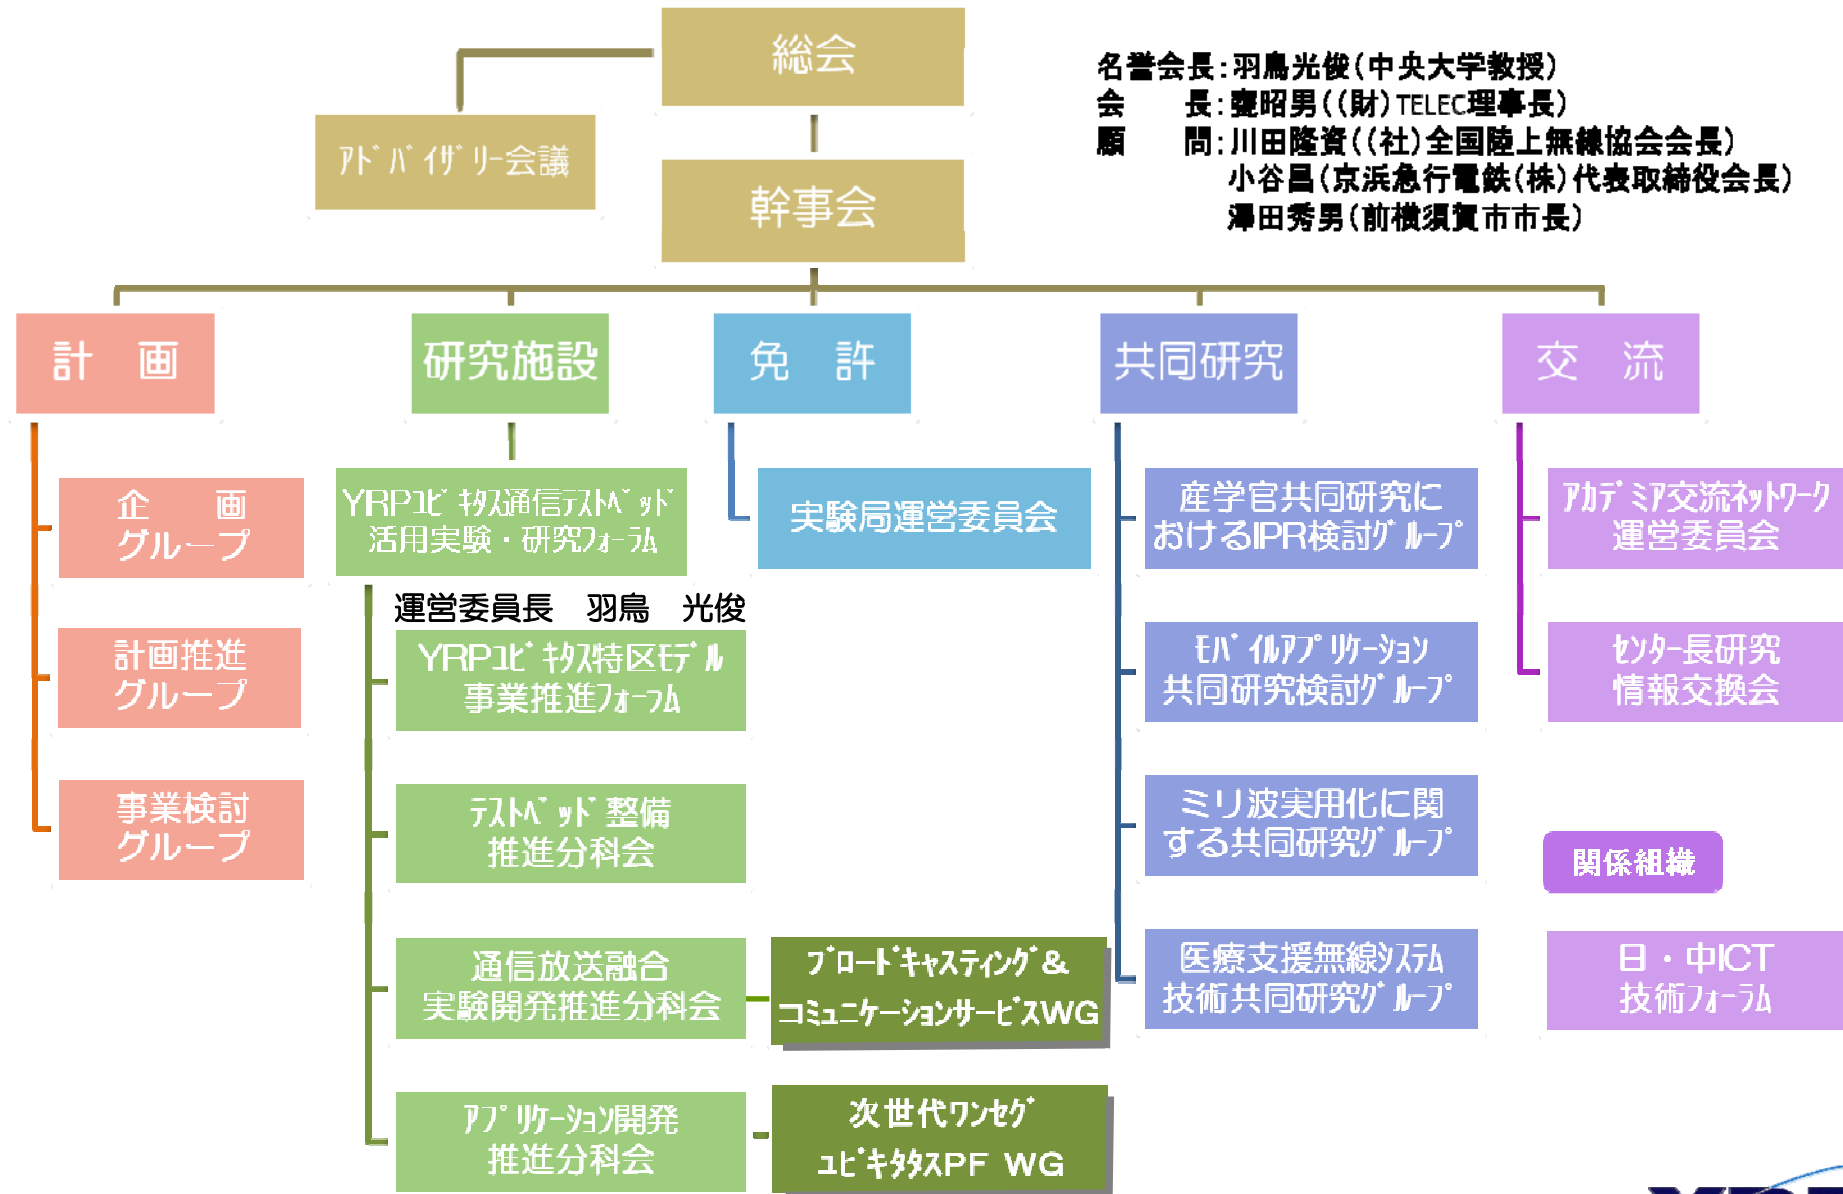 総会
アドバイザリー会議
幹事会
名誉会長:羽鳥光俊(中央大学教授)
会　　長:甕昭男((財)TELEC理事長)
顧　　問:川田隆資((社)全国陸上無線協会会長)
小谷昌(京浜急行電鉄(株)代表取締役会長)
澤田秀男(前横須賀市市長)
計　画
研究施設
免　許
共同研究
交　流
企　　画
グループ
計画推進
グループ
事業検討
グループ
YRPユビキタス通信テストベッド
活用実験・研究フォーラム
運営委員長　羽鳥　光俊
YRPユビキタス特区モデル
事業推進フォーラム
テストベッド整備
推進分科会
通信放送融合
実験開発推進分科会
アプリケーション開発
推進分科会
ブロードキャスティング&
コミュニケーションサービスWG
次世代ワンセグ
ユビキタタスPF WG
実験局運営委員会
産学官共同研究に
おけるIPR検討グループ
モバイルアプリケーション
共同研究検討グループ
ミリ波実用化に関
する共同研究グループ
医療支援無線システム
技術共同研究グループ
アカデミア交流ネットワーク
運営委員会
センター長研究
情報交換会
関係組織
日・中ICT
技術フォーラム